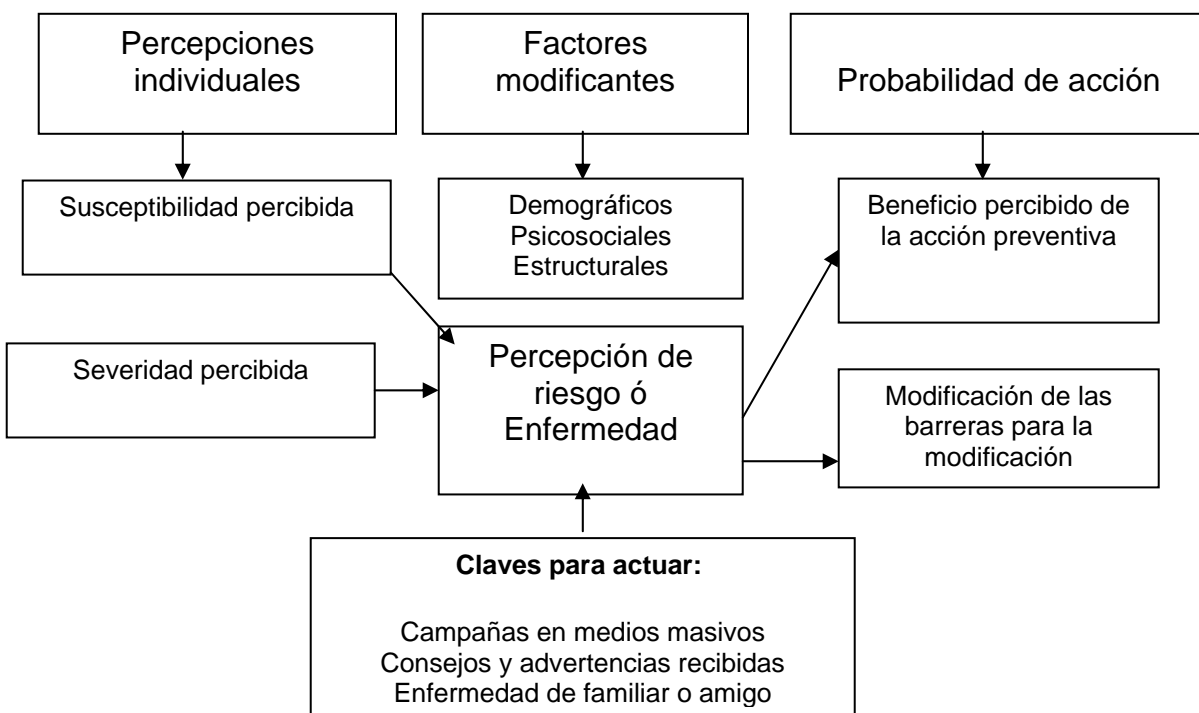 Percepciones
individuales
Factores
modificantes
Probabilidad de acción
Susceptibilidad percibida
Demográficos
Psicosociales
Estructurales
Beneficio percibido de
la acción preventiva
Severidad percibida
Percepción de
riesgo ó
Enfermedad
Modificación de las
barreras para la
modificación
Claves para actuar:
Campañas en medios masivos
Consejos y advertencias recibidas
Enfermedad de familiar o amigo